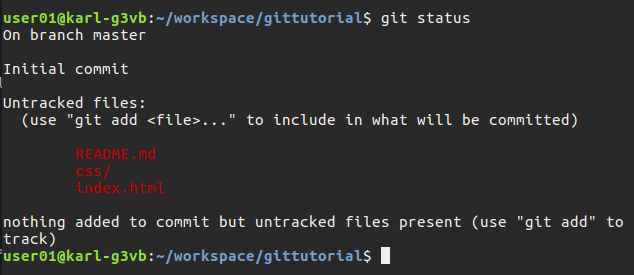 user01@karl-g3vb:~/workspace/gittutorial$ git status
On branch master
Initial commit
Untracked files:
(use "git add <file>..." to include in what will be committed)
README.md
css/
index.html
nothing added to commit but untracked files present (use "git add" to
track)
user01@karl-g3vb:~/workspace/gittutorial$